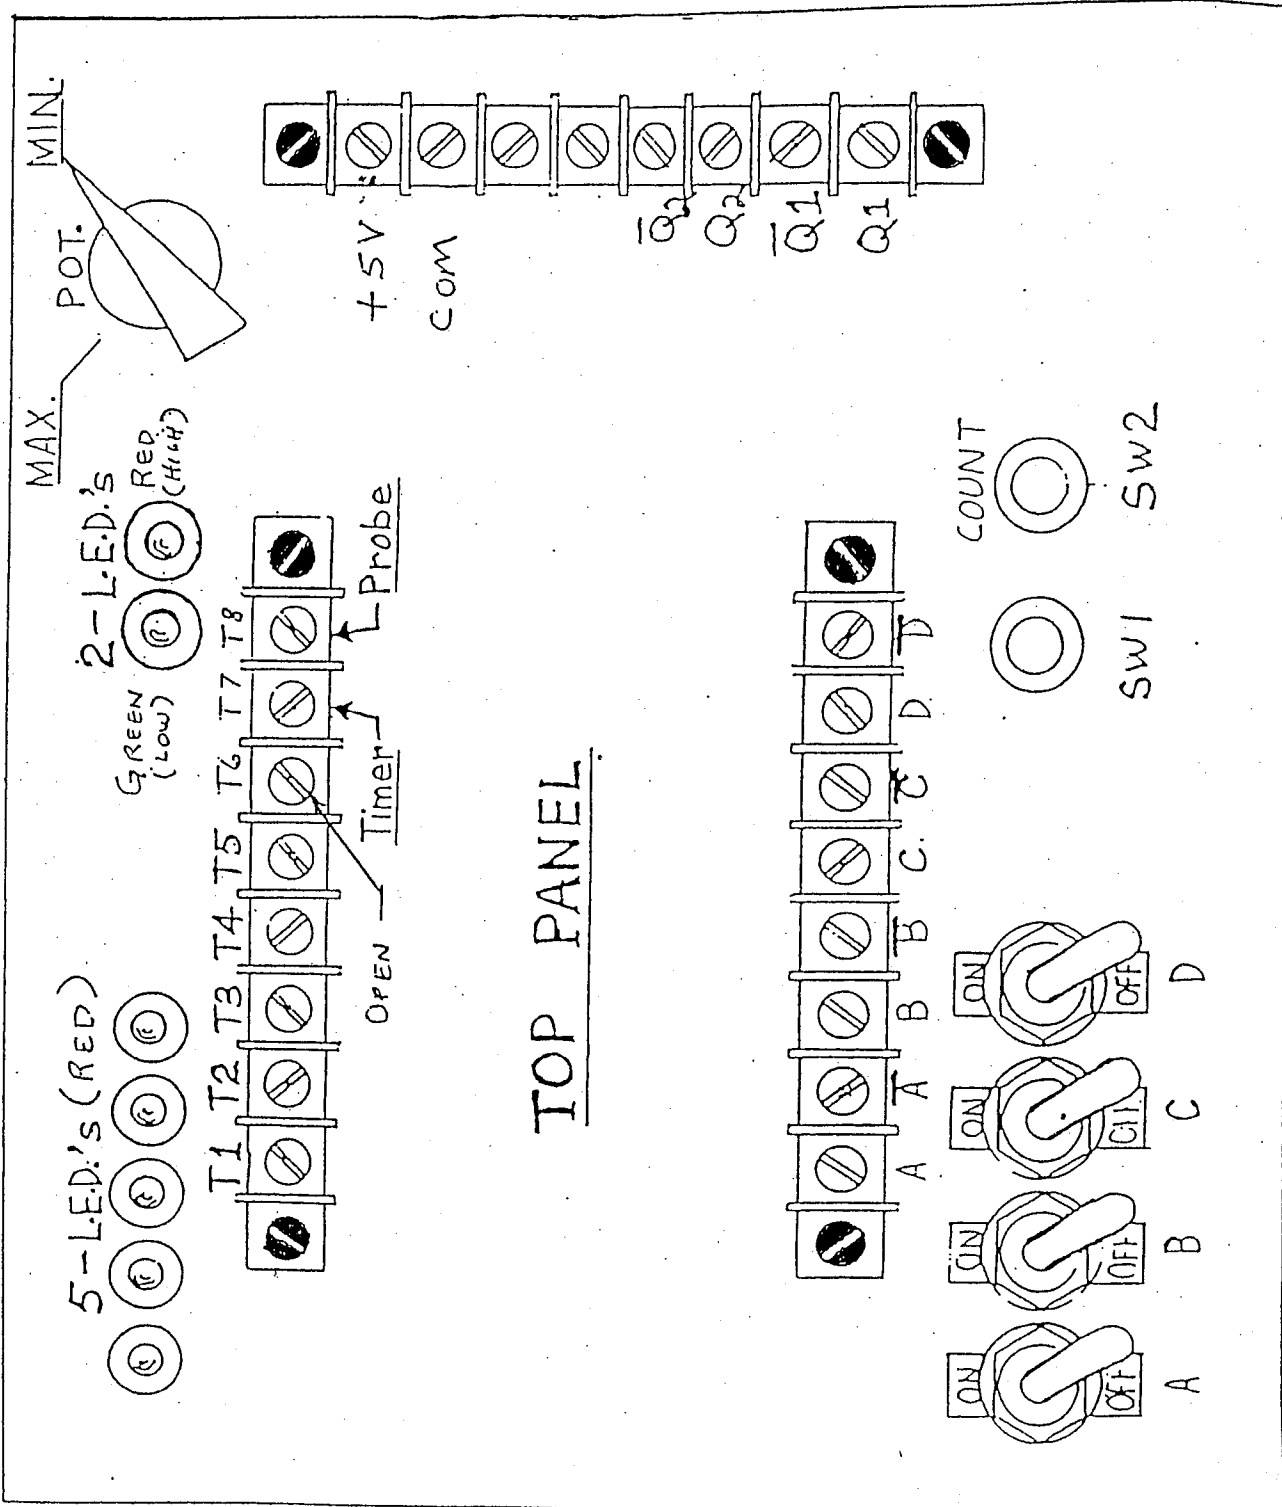 5-L.E.D.'s (RED)
2-L.E.D.'s
GREEN
(LOW)
RED
(HIGH)
MAX.
POT.
MIN.
T1 T2 T3 T4 T5 T6 T7 T8
OPEN
Timer
Probe
+5V
COM
Q̅2
Q2
Q̅1
Q1
TOP PANEL
A A̅ B B̅ C. C̅ D. D̅
COUNT
SW1
SW2
ON ON ON ON
OFF OFF OFF
A B C D